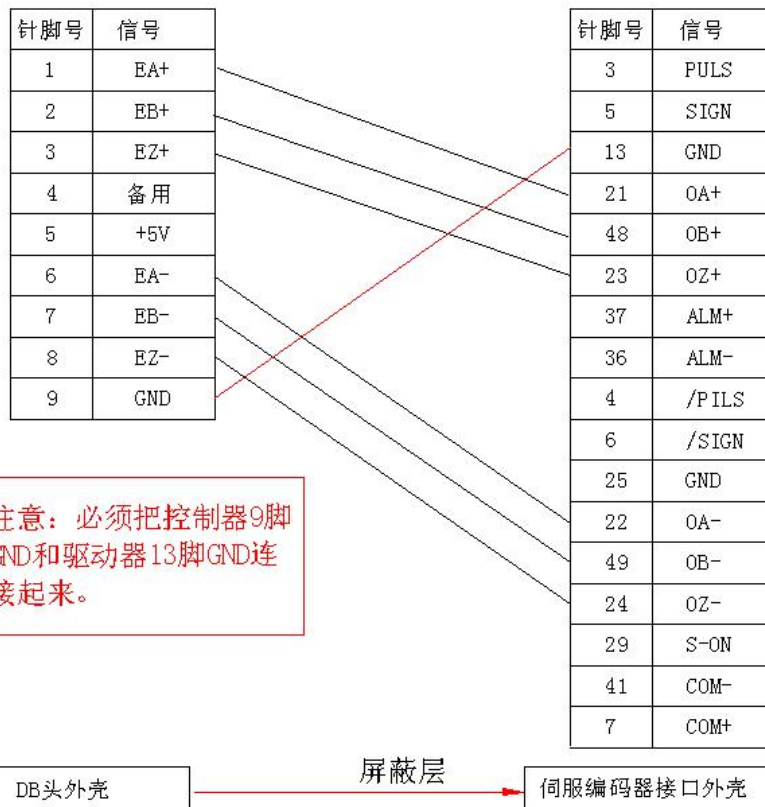 针脚号 信号
1 EA+
2 EB+
3 EZ+
4 备用
5 +5V
6 EA-
7 EB-
8 EZ-
9 GND
针脚号 信号
3 PULS
5 SIGN
13 GND
21 OA+
48 OB+
23 OZ+
37 ALM+
36 ALM-
4 /PILS
6 /SIGN
25 GND
22 OA-
49 OB-
24 OZ-
29 S-ON
41 COM-
7 COM+
注意：必须把控制器9脚
GND和驱动器13脚GND连
接起来。
DB头外壳
屏蔽层
伺服编码器接口外壳